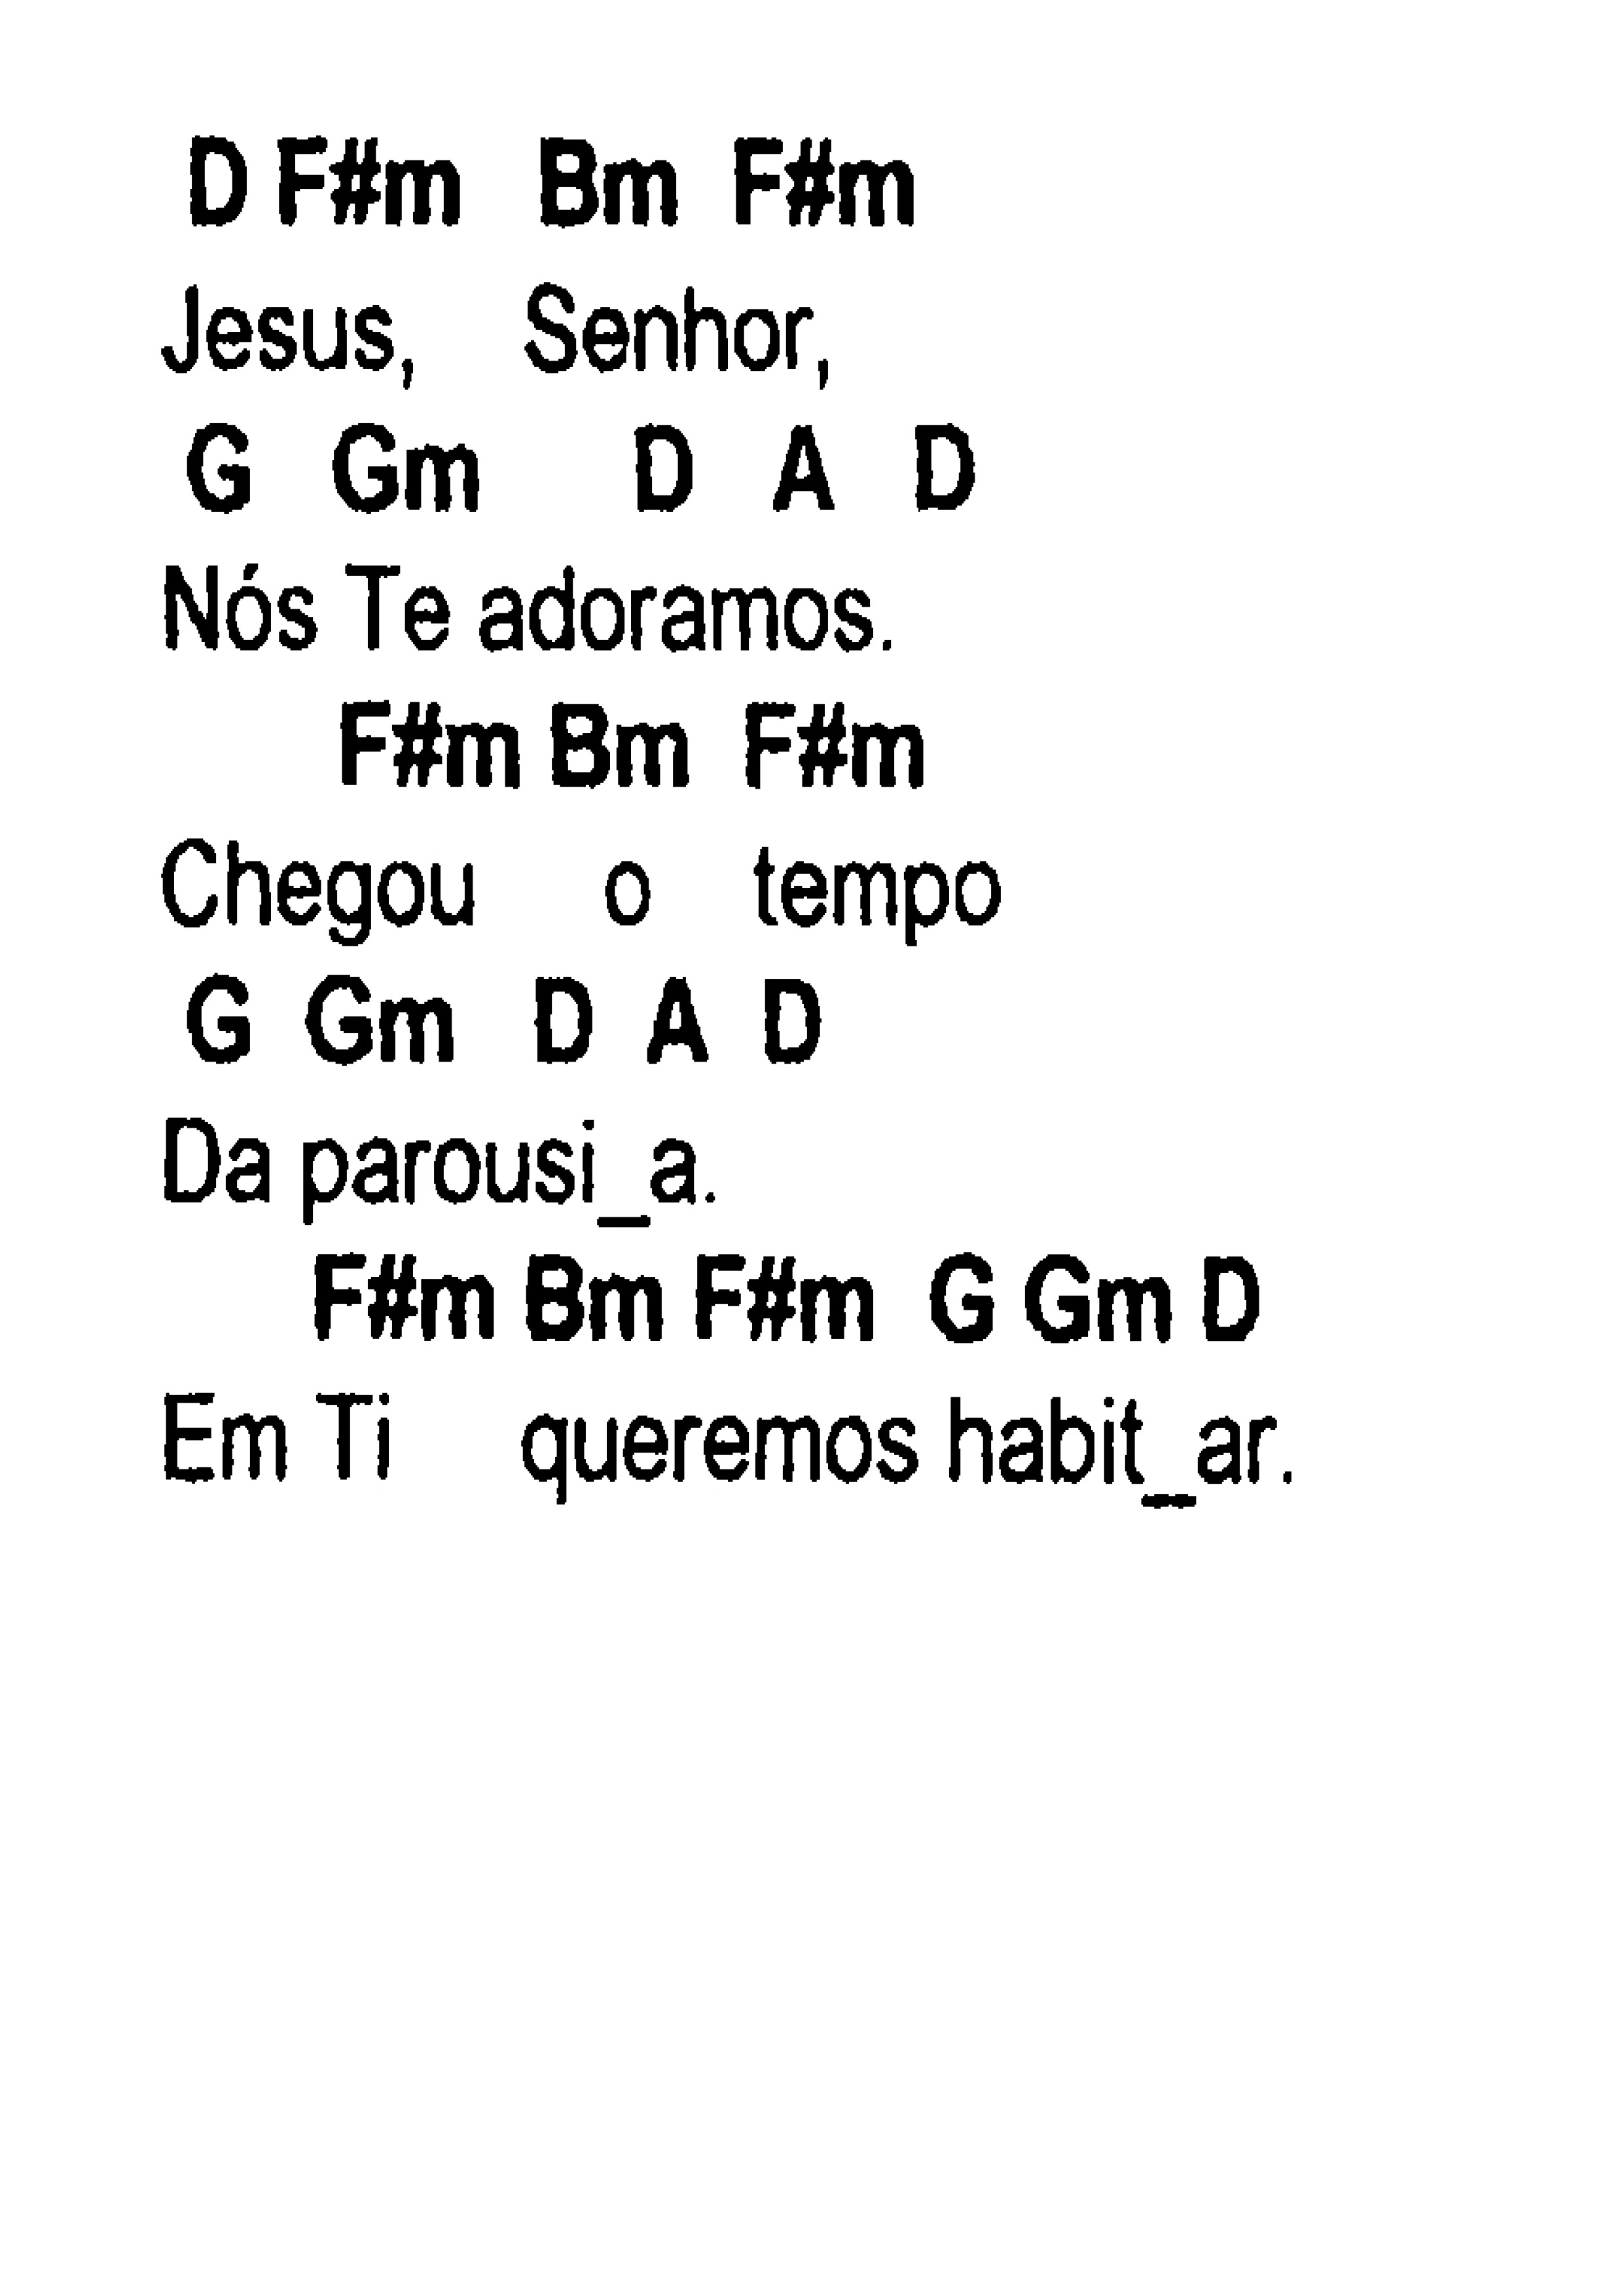 D F#m Bm F#m
Jesus, Senhor,
G Gm D A D
Nós Te adoramos.
F#m Bm F#m
Chegou o tempo
G Gm D A D
Da parousi_a.
F#m Bm F#m G Gm D
Em Ti queremos habit_ar.